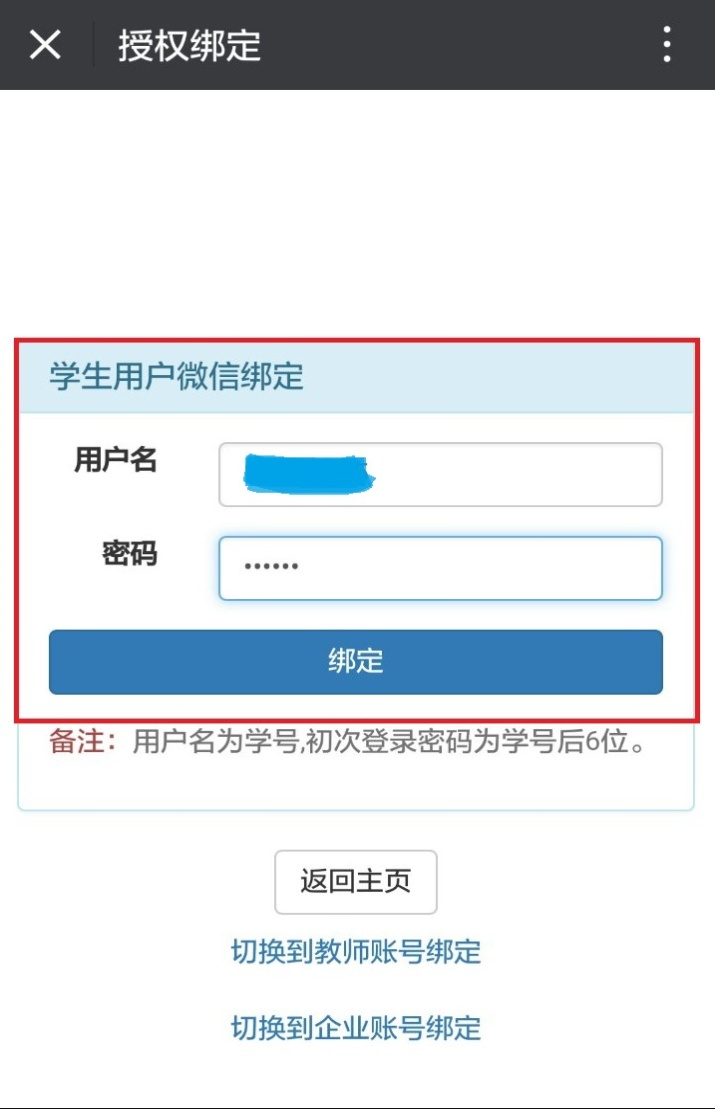 授权绑定
学生用户微信绑定
用户名
密码
••••••
绑定
备注：用户名为学号,初次登录密码为学号后6位。
返回主页
切换到教师账号绑定
切换到企业账号绑定